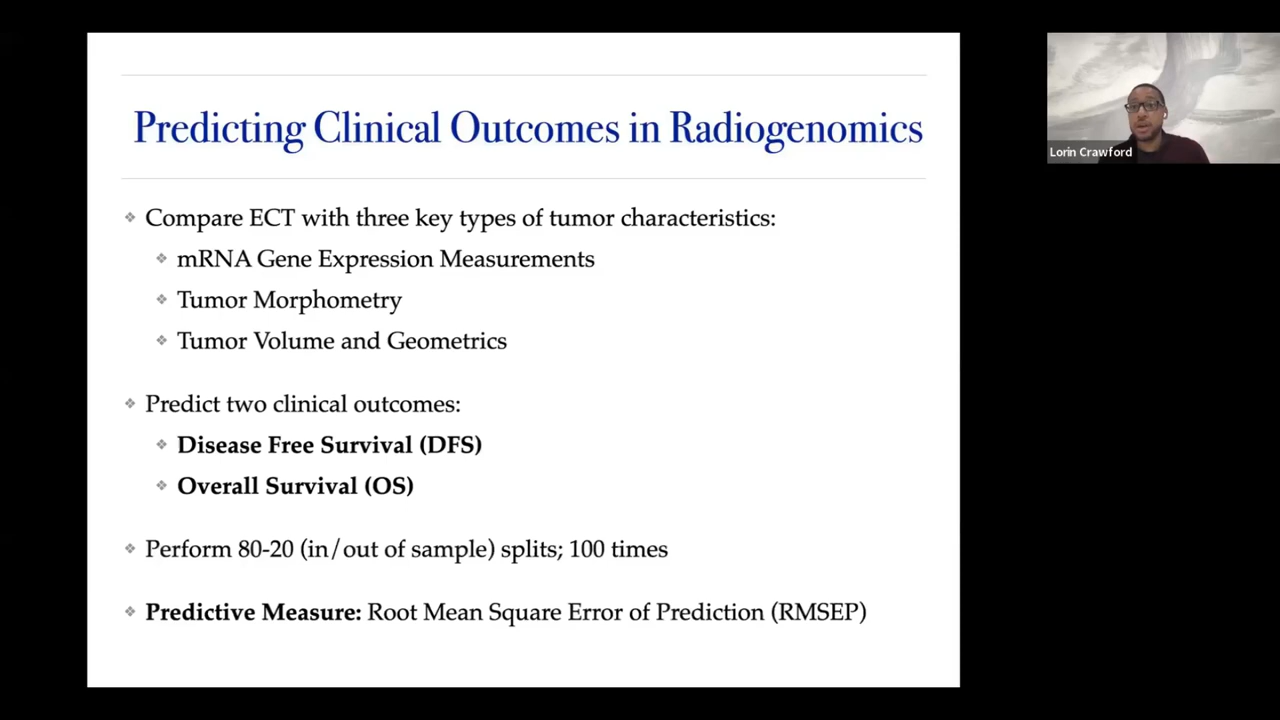 Predicting Clinical Outcomes in Radiogenomics
Compare ECT with three key types of tumor characteristics:
mRNA Gene Expression Measurements
Tumor Morphometry
Tumor Volume and Geometrics
Predict two clinical outcomes:
Disease Free Survival (DFS)
Overall Survival (OS)
Perform 80-20 (in/out of sample) splits; 100 times
Predictive Measure: Root Mean Square Error of Prediction (RMSEP)
Lorin Crawford